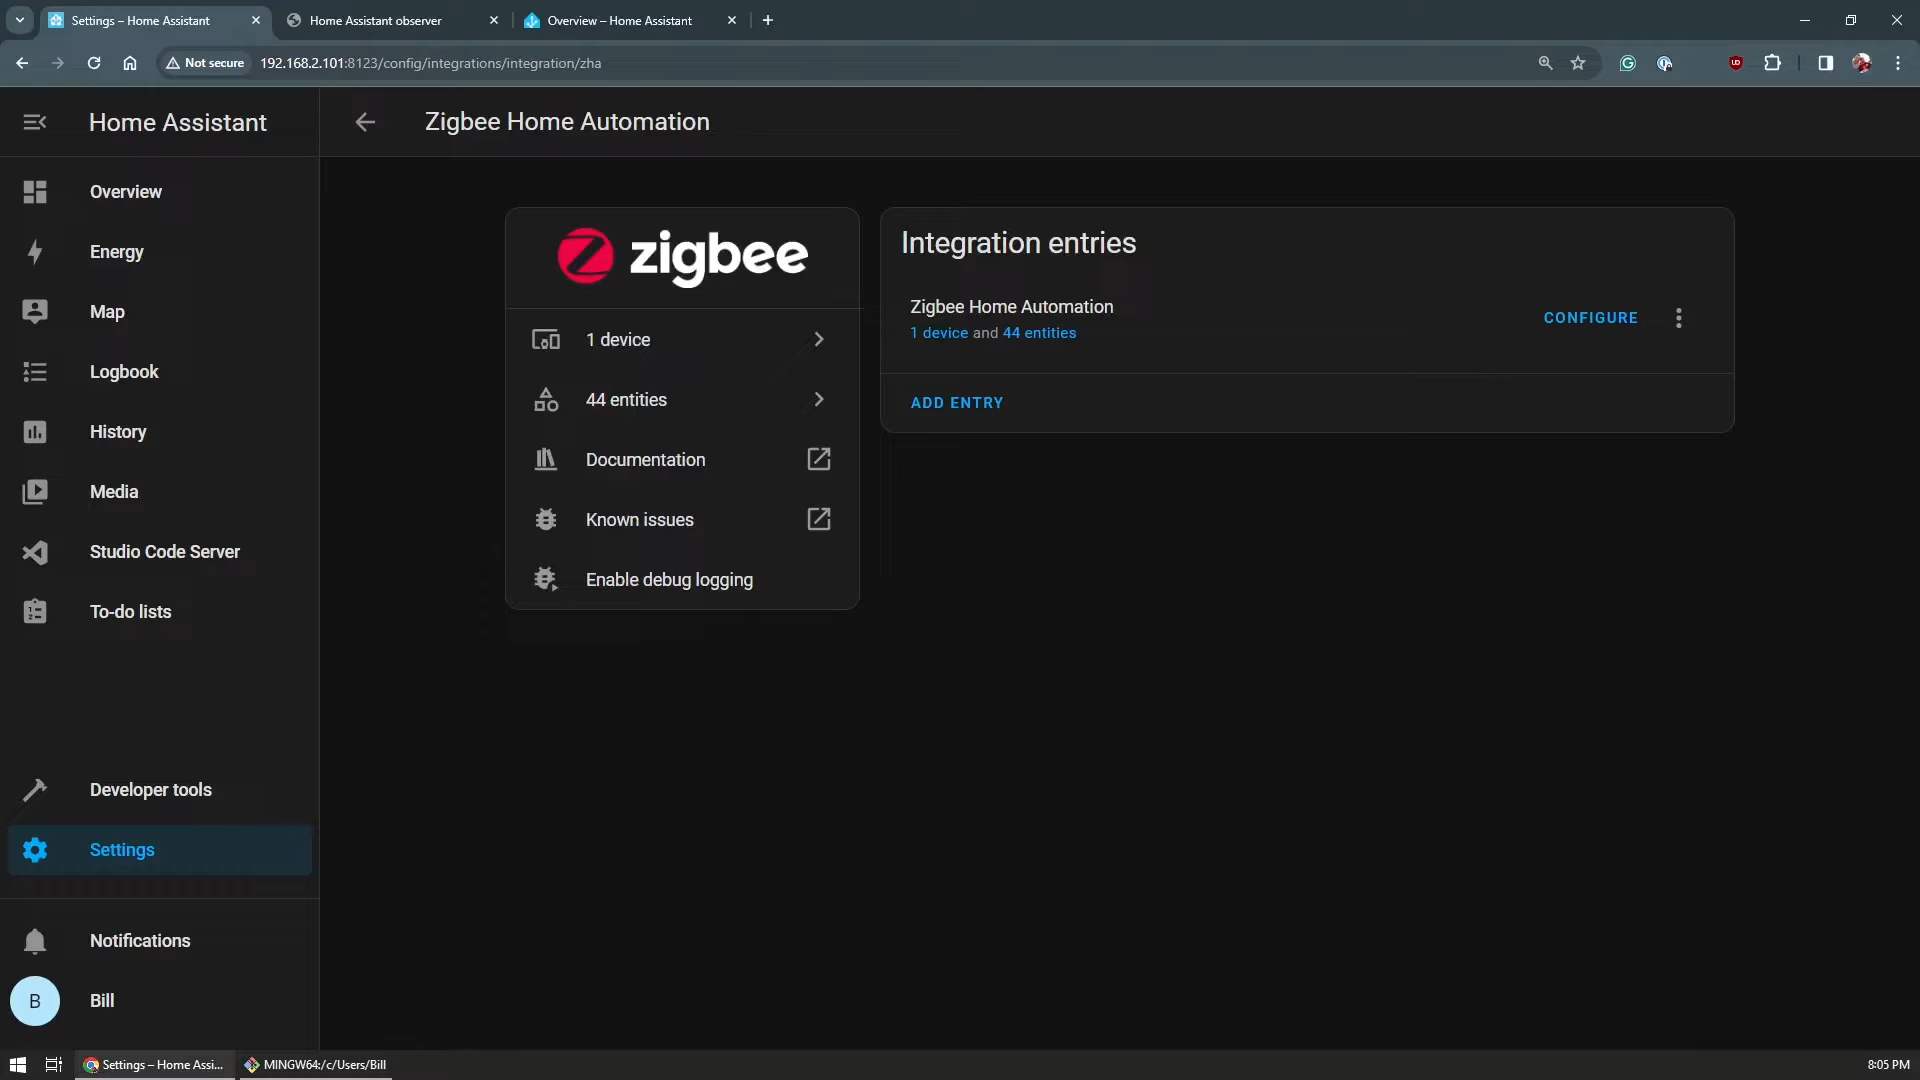 Settings – Home Assistant
Home Assistant observer
Overview – Home Assistant
Not secure
192.168.2.101:8123/config/integrations/integration/zha
Home Assistant
Zigbee Home Automation
Overview
Energy
Map
Logbook
History
Media
Studio Code Server
To-do lists
Developer tools
Settings
Notifications
B
Bill
zigbee
1 device
44 entities
Documentation
Known issues
Enable debug logging
Integration entries
Zigbee Home Automation
1 device and 44 entities
CONFIGURE
ADD ENTRY
Settings – Home Assi...
MINGW64:/c/Users/Bill
8:05 PM